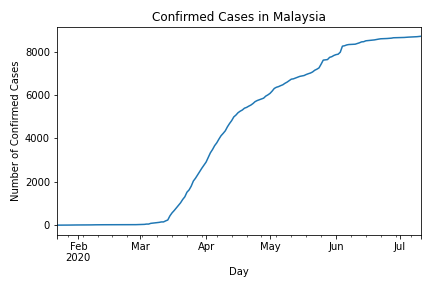 Confirmed Cases in Malaysia
Number of Confirmed Cases
8000
6000
4000
2000
0
Feb Mar Apr May Jun Jul
2020
Day